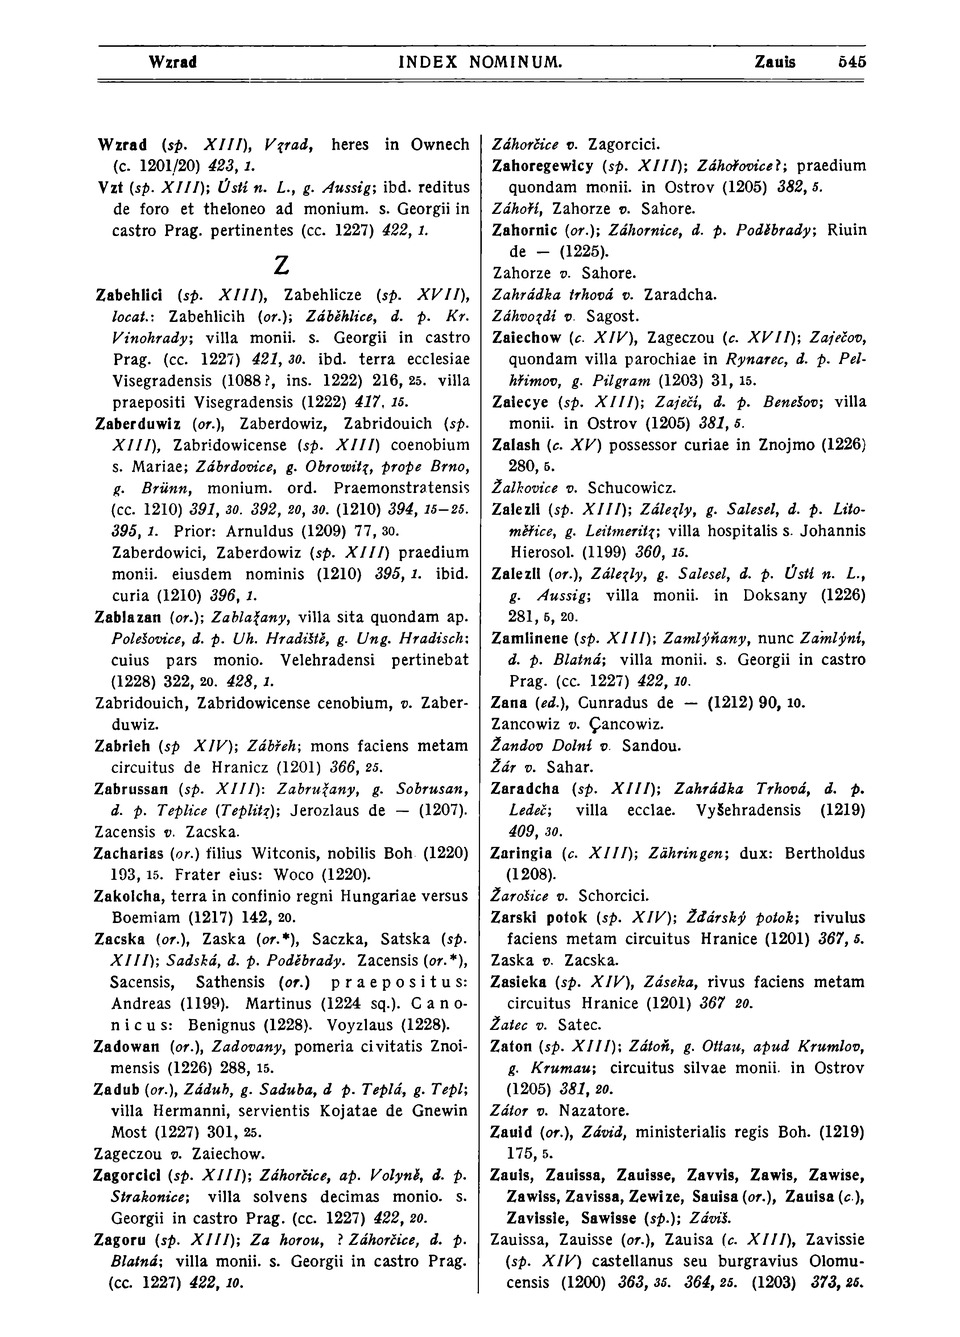 Wzrad INDEX NOMINUM. Zauis 545
Wzrad (sp. XIII), Vzrad, heres in Ownech
(c. 1201/20) 423, 1.
Vzt (sp. XIII); Ústí n. L., g. Aussig; ibd. reditus
de foro et theloneo ad monium. s. Georgii in
castro Prag. pertinentes (cc. 1227) 422, 1.
Z
Zabehlici (sp. XIII), Zabehlicze (sp. XVII),
locat.: Zabehlicih (or.); Záběhlice, d. p. Kr.
Vinohrady; villa monii. s. Georgii in castro
Prag. (cc. 1227) 421, 30. ibd. terra ecclesiae
Visegradensis (1088?, ins. 1222) 216, 25. villa
praepositi Visegradensis (1222) 417, 15.
Zaberduwiz (or.), Zaberdowiz, Zabridouich (sp.
XIII), Zabridowicense (sp. XIII) coenobium
s. Mariae; Zábrdovice, g. Obrowitz, prope Brno,
g. Brünn, monium. ord. Praemonstratensis
(cc. 1210) 391, 30. 392, 20, 30. (1210) 394, 15—25.
395, 1. Prior: Arnuldus (1209) 77, 30.
Zaberdowici, Zaberdowiz (sp. XIII) praedium
monii. eiusdem nominis (1210) 395, 1. ibid.
curia (1210) 396, 1.
Zablazan (or.); Zablažany, villa sita quondam ap.
Polešovice, d. p. Uh. Hradiště, g. Ung. Hradisch;
cuius pars monio. Velehradensi pertinebat
(1228) 322, 20. 428, 1.
Zabridouich, Zabridowicense cenobium, v. Zaber-
duwiz.
Zabrieh (sp XIV); Zábřeh; mons faciens metam
circuitus de Hranicz (1201) 366, 25.
Zabrussan (sp. XIII): Zabružany, g. Sobrusan,
d. p. Teplice (Teplitz); Jerozlaus de — (1207).
Zacensis v. Zacska.
Zacharias (or.) filius Witconis, nobilis Boh (1220)
193, 15. Frater eius: Woco (1220).
Zakolcha, terra in confinio regni Hungariae versus
Boemiam (1217) 142, 20.
Zacska (or.), Zaska (or.*), Saczka, Satska (sp.
XIII); Sadská, d. p. Poděbrady. Zacensis (or.*),
Sacensis, Sathensis (or.) praepositus:
Andreas (1199). Martinus (1224 sq.). Cano-
nicus: Benignus (1228). Voyzlaus (1228).
Zadowan (or.), Zadovany, pomeria civitatis Znoi-
mensis (1226) 288, 15.
Zadub (or.), Zádub, g. Saduba, d p. Teplá, g. Tepl;
villa Hermanni, servientis Kojatae de Gnewin
Most (1227) 301, 25.
Zageczou v. Zaiechow.
Zagorcici (sp. XIII); Záhorčice, ap. Volyně, d. p.
Strakonice; villa solvens decimas monio. s.
Georgii in castro Prag. (cc. 1227) 422, 20.
Zagoru (sp. XIII); Za horou, ? Záhorčice, d. p.
Blatná; villa monii. s. Georgii in castro Prag.
(cc. 1227) 422, 10.
Záhorčice v. Zagorcici.
Zahoregewicy (sp. XIII); Záhořovice?; praedium
quondam monii. in Ostrov (1205) 382, 5.
Záhoří, Zahorze v. Sahore.
Zahornic (or.); Záhornice, d. p. Poděbrady; Riuin
de — (1225).
Zahorze v. Sahore.
Zahrádka trhová v. Zaradcha.
Záhvozdí v Sagost.
Zaiechow (c. XIV), Zageczou (c. XVII); Zaječov,
quondam villa parochiae in Rynarec, d. p. Pel-
hřimov, g. Pilgram (1203) 31, 15.
Zaiecye (sp. XIII); Zaječí, d. p. Benešov; villa
monii. in Ostrov (1205) 381, 5.
Zalash (c. XV) possessor curiae in Znojmo (1226)
280, 5.
Žalkovice v. Schucowicz.
Zalezli (sp. XIII); Zálezly, g. Salesel, d. p. Lito-
měřice, g. Leitmeritz; villa hospitalis s. Johannis
Hierosol. (1199) 360, 15.
Zalezli (or.), Zálezly, g. Salesel, d. p. Ústí n. L.,
g. Aussig; villa monii. in Doksany (1226)
281, 5, 20.
Zamlinene (sp. XIII); Zamlýňany, nunc Zámlýní,
d. p. Blatná; villa monii. s. Georgii in castro
Prag. (cc. 1227) 422, 10.
Zana (ed.), Cunradus de — (1212) 90, 10.
Zancowiz v. Çancowiz.
Žandov Dolní v. Sandou.
Žár v. Sahar.
Zaradcha (sp. XIII); Zahrádka Trhová, d. p.
Ledeč; villa ecclae. Vyšehradensis (1219)
409, 30.
Zaringia (c. XIII); Zähringen; dux: Bertholdus
(1208).
Žarošice v. Schorcici.
Zarski potok (sp. XIV); Žďárský potok; rivulus
faciens metam circuitus Hranice (1201) 367, 5.
Zaska v. Zacska.
Zasieka (sp. XIV), Záseka, rivus faciens metam
circuitus Hranice (1201) 367 20.
Žatec v. Satec.
Zaton (sp. XIII); Zátoň, g. Ottau, apud Krumlov,
g. Krumau; circuitus silvae monii. in Ostrov
(1205) 381, 20.
Zátor v. Nazatore.
Zauid (or.), Závid, ministerialis regis Boh. (1219)
175, 5.
Zauis, Zauissa, Zauisse, Zavvis, Zawis, Zawise,
Zawiss, Zavissa, Zewize, Sauisa (or.), Zauisa (c.),
Zavissie, Sawisse (sp.); Záviš.
Zauissa, Zauisse (or.), Zauisa (c. XIII), Zavissie
(sp. XIV) castellanus seu burgravius Olomu-
censis (1200) 363, 35. 364, 25. (1203) 373, 25.